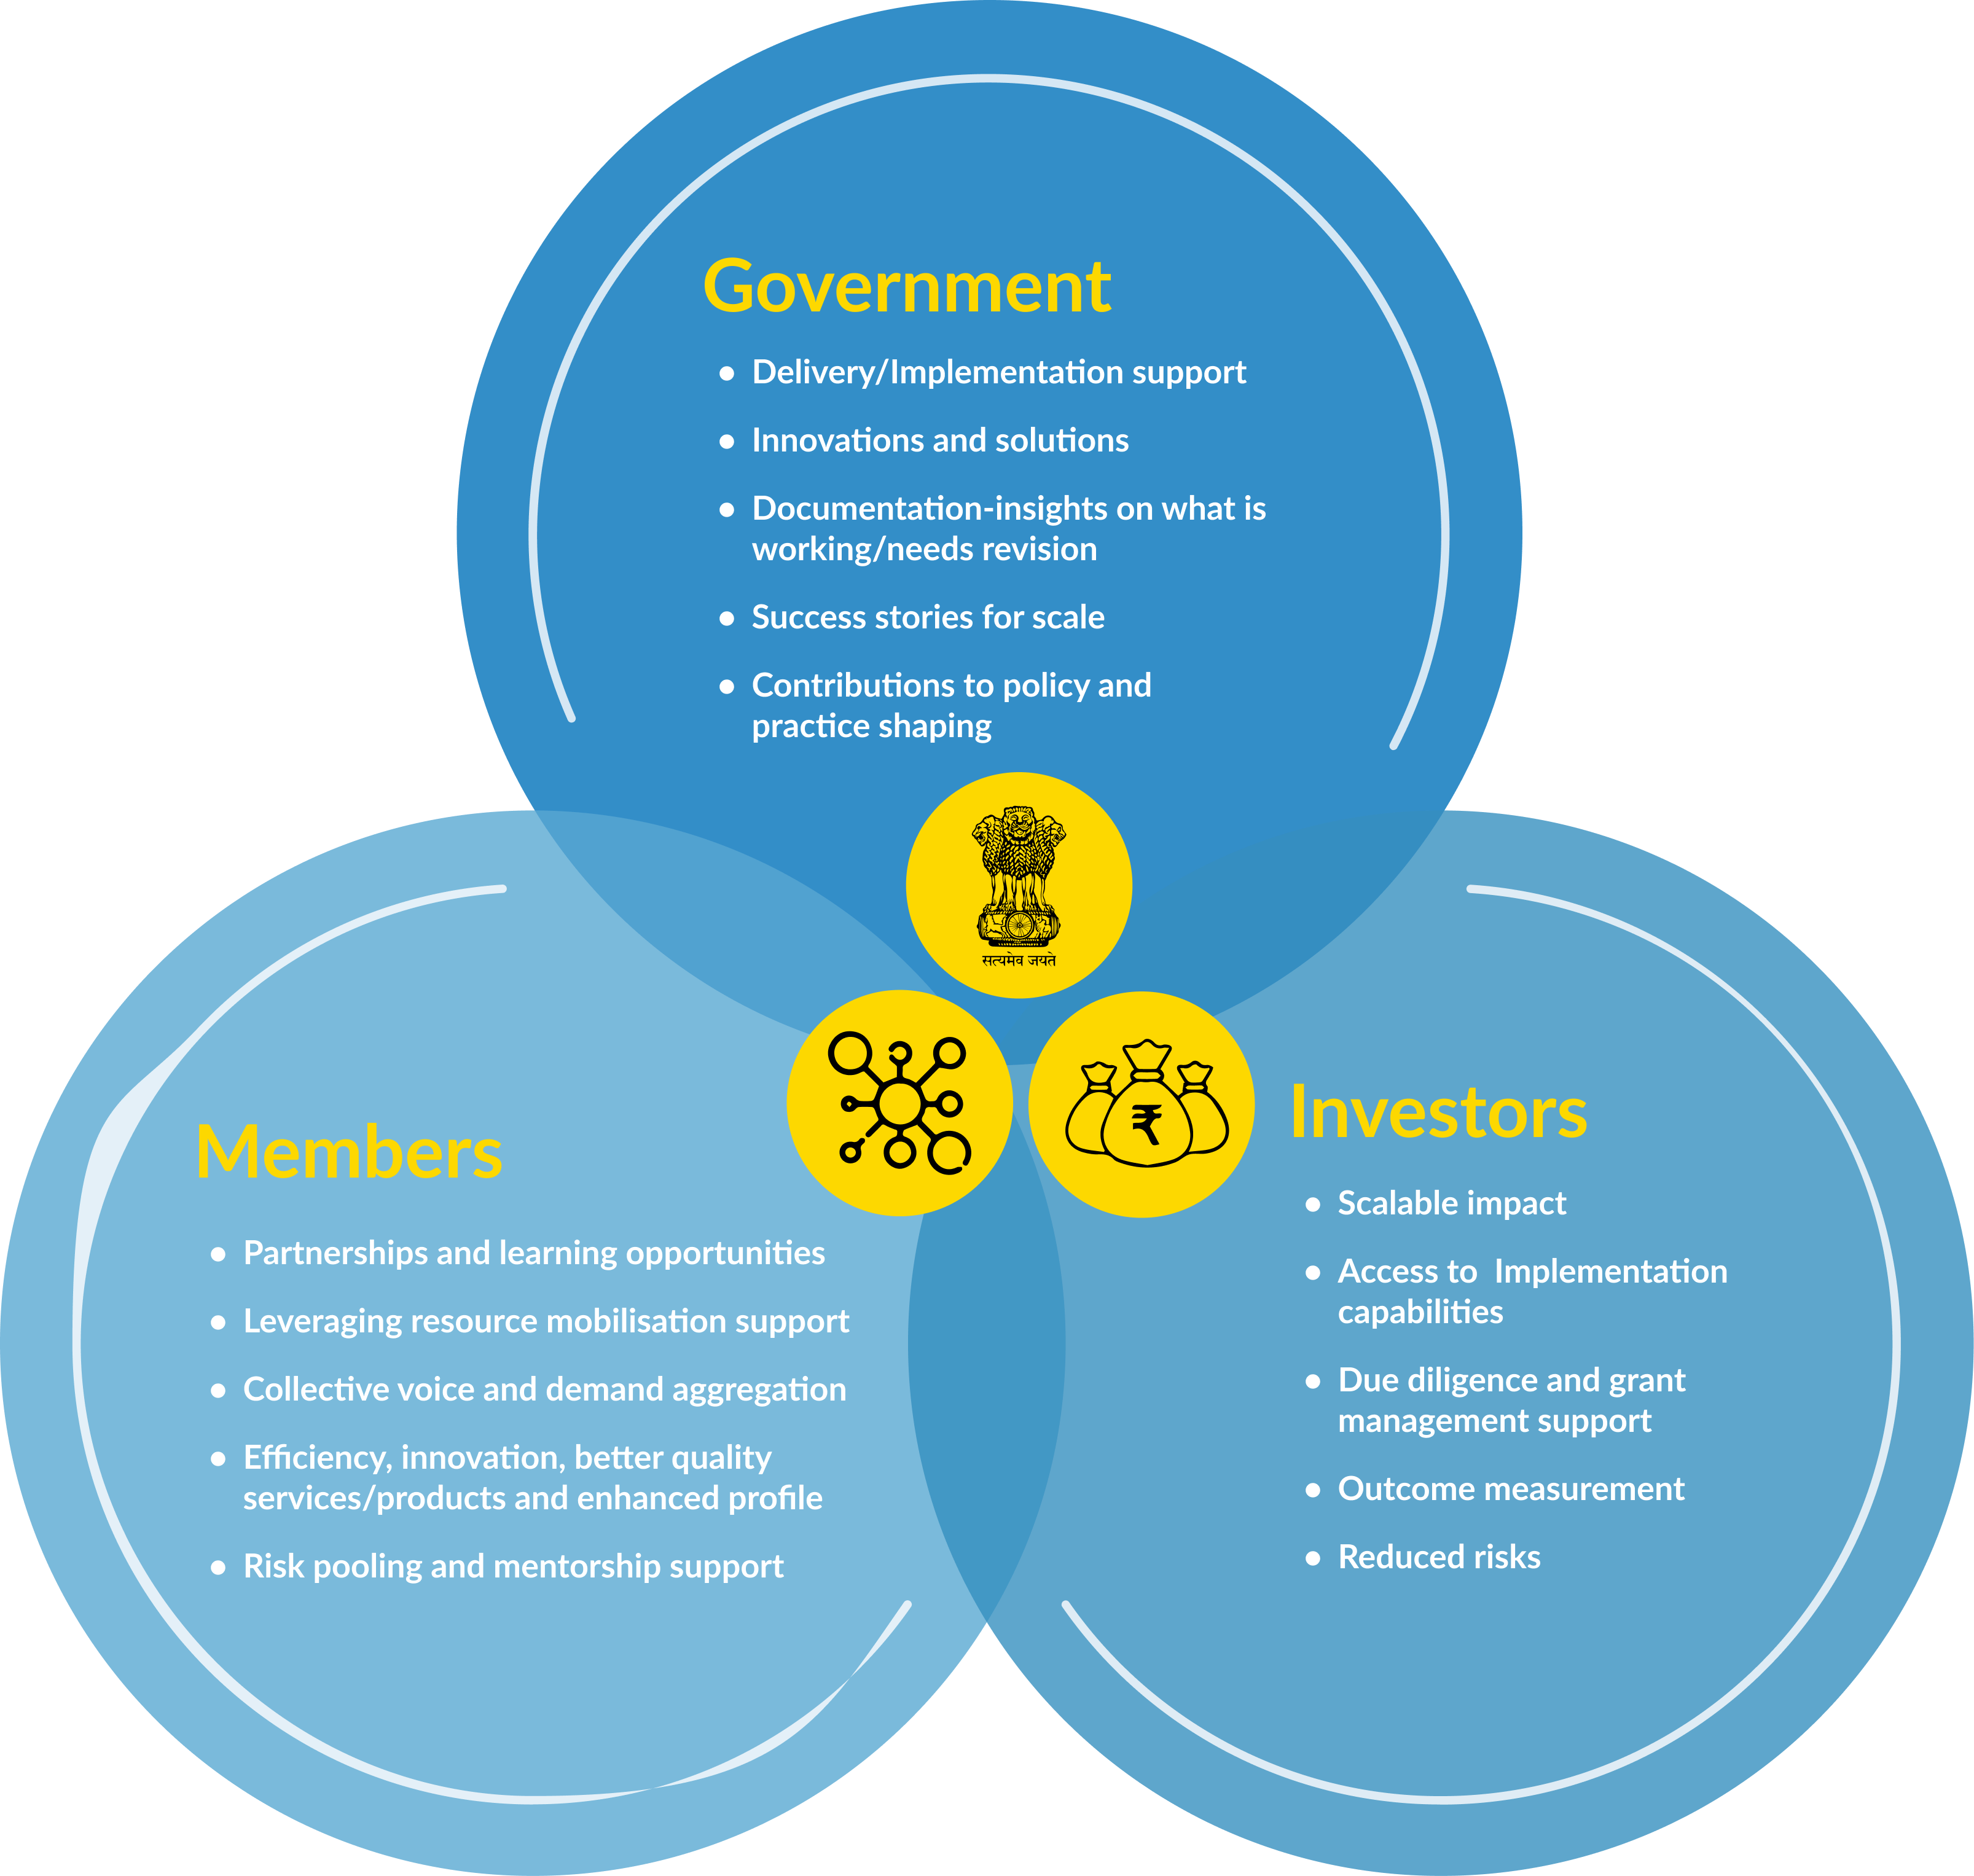 Government
• Delivery/Implementation support
• Innovations and solutions
• Documentation-insights on what is
working/needs revision
• Success stories for scale
• Contributions to policy and
practice shaping
सत्यमेव जयते
Members
• Partnerships and learning opportunities
• Leveraging resource mobilisation support
• Collective voice and demand aggregation
• Efficiency, innovation, better quality
services/products and enhanced profile
• Risk pooling and mentorship support
₹
Investors
• Scalable impact
• Access to  Implementation
capabilities
• Due diligence and grant
management support
• Outcome measurement
• Reduced risks